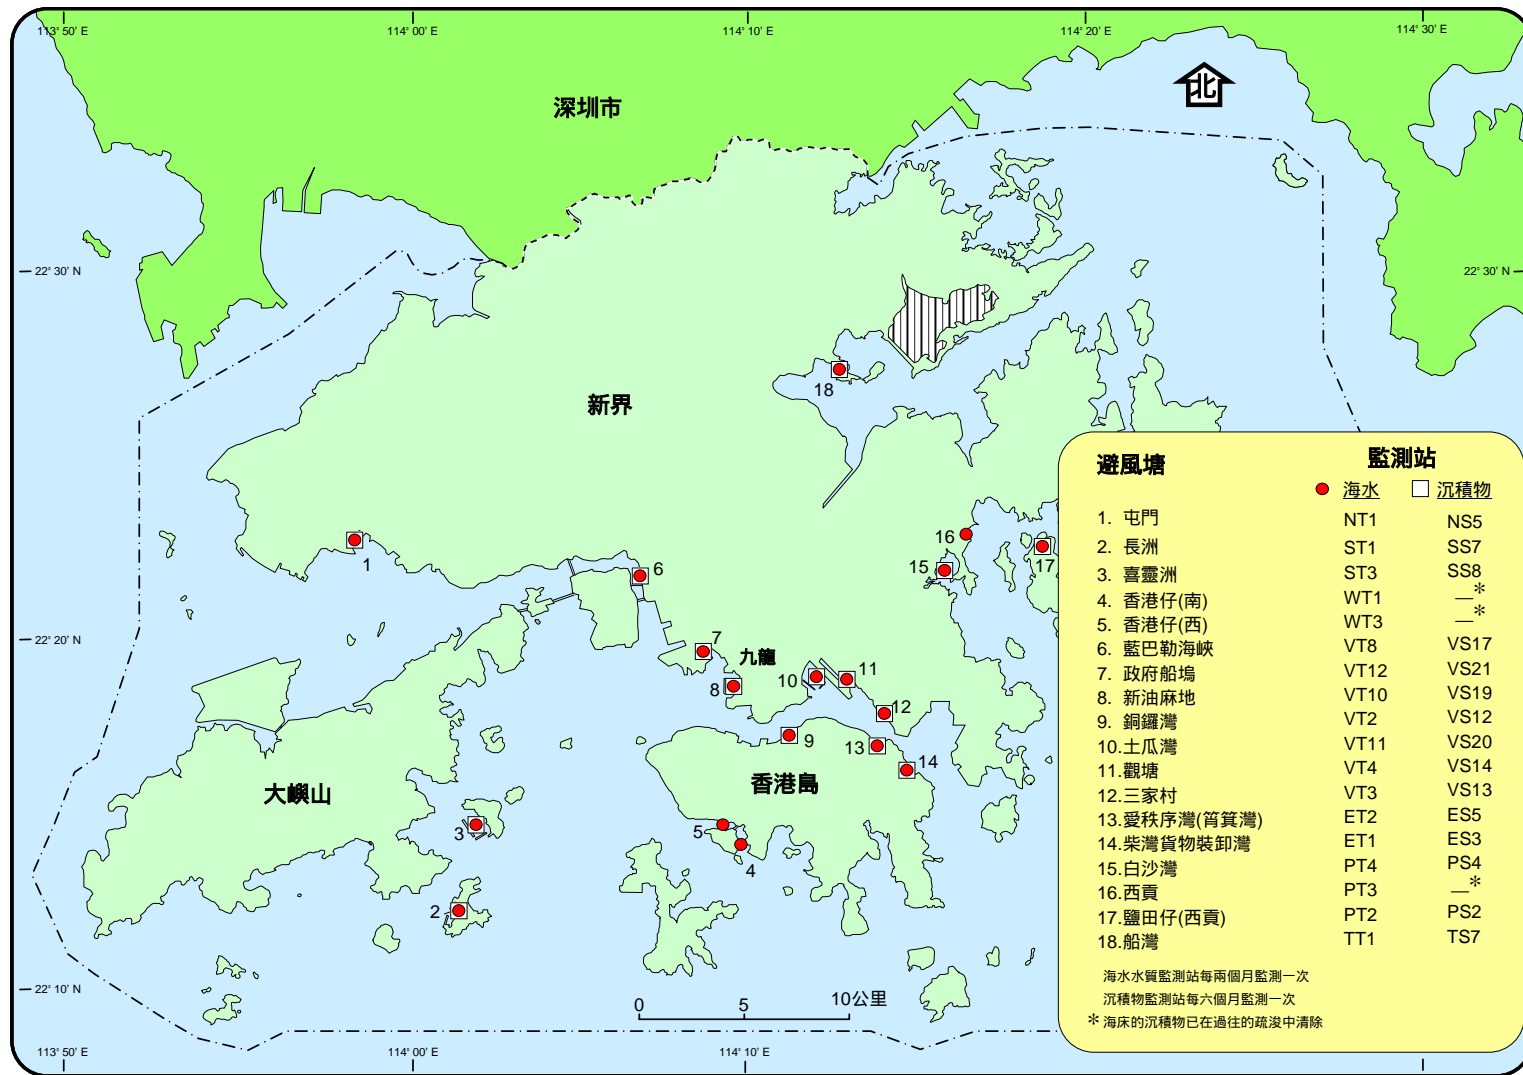 113° 50' E
114° 00' E
114° 10' E
114° 20' E
114° 30' E
北
深圳市
22° 30' N
22° 30' N
新界
18
16
15
17
1
6
22° 20' N
7
九龍
8
10
11
12
9
13
14
香港島
大嶼山
5
3
4
2
22° 10' N
0
5
10公里
113° 50' E
114° 00' E
114° 10' E
避風塘 監測站
海水 沉積物
1. 屯門 NT1 NS5
2. 長洲 ST1 SS7
3. 喜靈洲 ST3 SS8
4. 香港仔(南) WT1 —*
5. 香港仔(西) WT3 —*
6. 藍巴勒海峽 VT8 VS17
7. 政府船塢 VT12 VS21
8. 新油麻地 VT10 VS19
9. 銅鑼灣 VT2 VS12
10.土瓜灣 VT11 VS20
11.觀塘 VT4 VS14
12.三家村 VT3 VS13
13.愛秩序灣(筲箕灣) ET2 ES5
14.柴灣貨物裝卸灣 ET1 ES3
15.白沙灣 PT4 PS4
16.西貢 PT3 —*
17.鹽田仔(西貢) PT2 PS2
18.船灣 TT1 TS7
海水水質監測站每兩個月監測一次
沉積物監測站每六個月監測一次
* 海床的沉積物已在過往的疏浚中清除